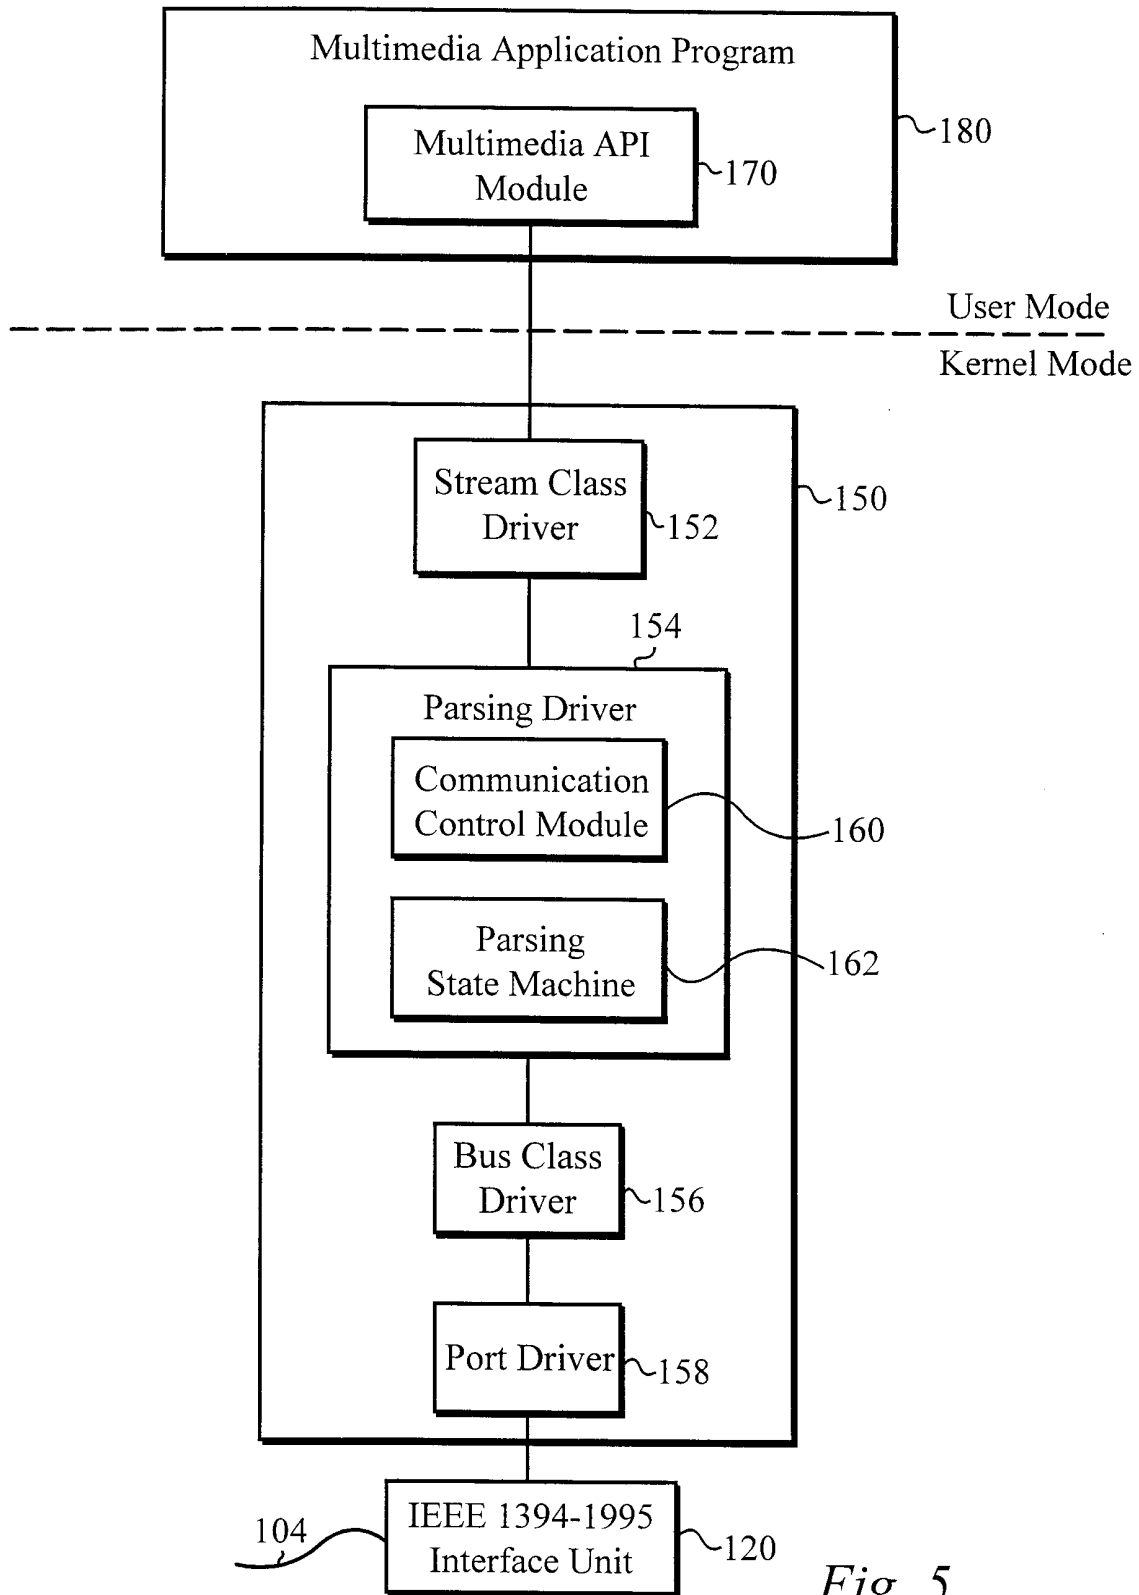 Multimedia Application Program
180
Multimedia API
Module
170
User Mode
Kernel Mode
Stream Class
Driver
152
150
154
Parsing Driver
Communication
Control Module
160
Parsing
State Machine
162
Bus Class
Driver
156
Port Driver
158
IEEE 1394-1995
Interface Unit
104
120
Fig. 5